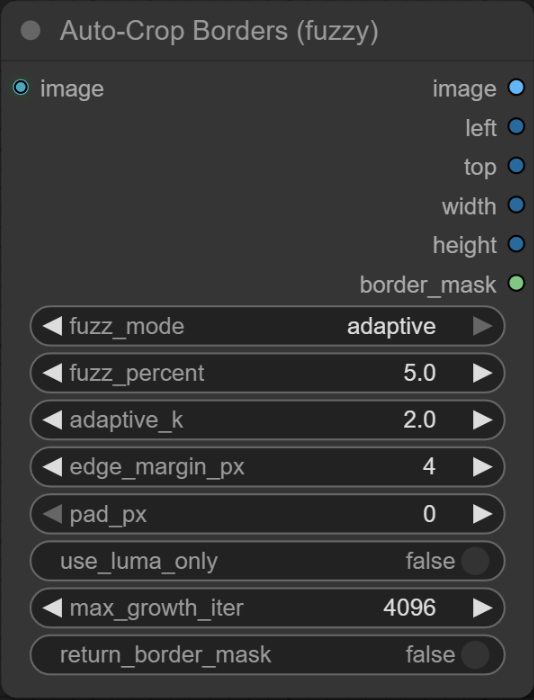 Auto-Crop Borders (fuzzy)
image image
left
top
width
height
border_mask
fuzz_mode adaptive
fuzz_percent 5.0
adaptive_k 2.0
edge_margin_px 4
pad_px 0
use_luma_only false
max_growth_iter 4096
return_border_mask false